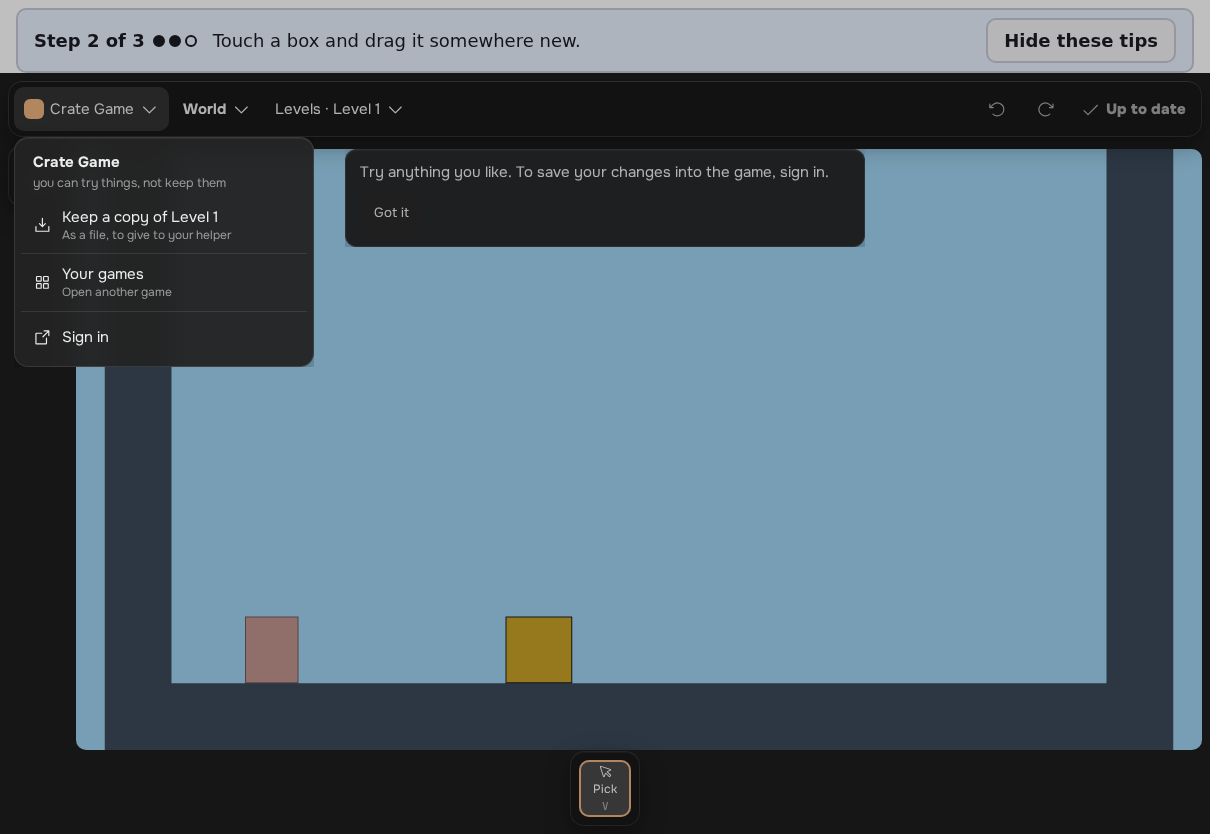 Step 2 of 3 Touch a box and drag it somewhere new. Hide these tips
Crate Game World Levels · Level 1 Up to date
Crate Game
you can try things, not keep them
Keep a copy of Level 1
As a file, to give to your helper
Your games
Open another game
Sign in
Try anything you like. To save your changes into the game, sign in.
Got it
Pick
V